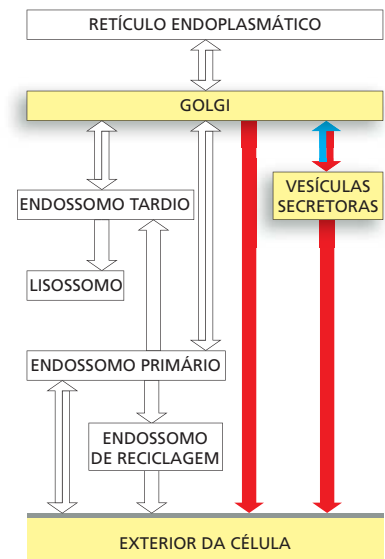 RETÍCULO ENDOPLASMÁTICO
GOLGI
VESÍCULAS
SECRETORAS
ENDOSSOMO TARDIO
LISOSSOMO
ENDOSSOMO PRIMÁRIO
ENDOSSOMO
DE RECICLAGEM
EXTERIOR DA CÉLULA